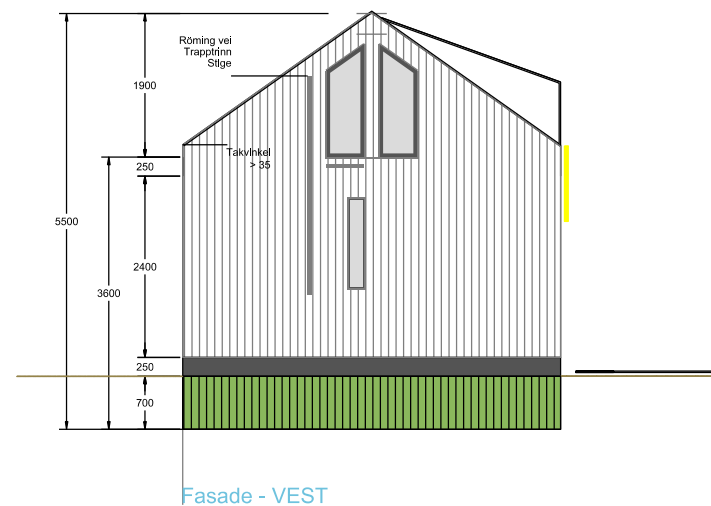 Röming vei
Trapptrinn
Stige
1900
Takvinkel
> 35
250
5500
2400
3600
250
700
Fasade - VEST